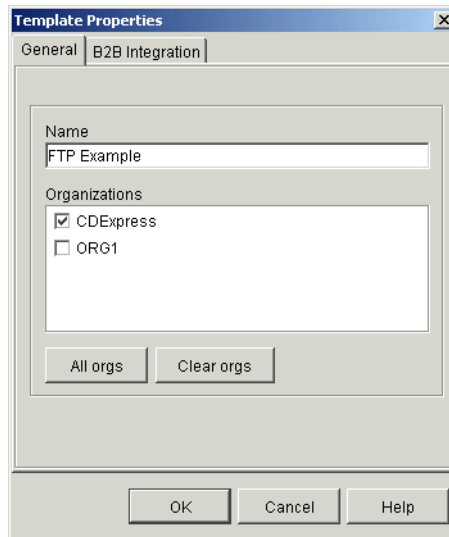 Template Properties
General B2B Integration
Name
FTP Example
Organizations
CDExpress
ORG1
All orgs Clear orgs
OK Cancel Help